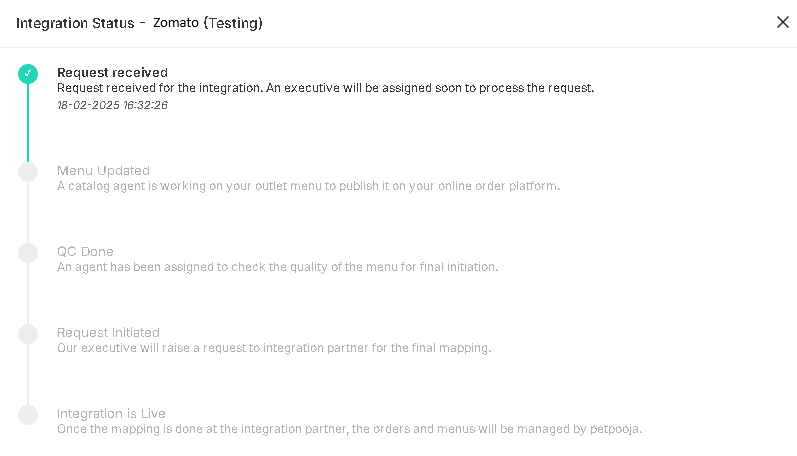 Integration Status - Zomato (Testing)
Request received
Request received for the integration. An executive will be assigned soon to process the request.
18-02-2025 16:32:26
Menu Updated
A catalog agent is working on your outlet menu to publish it on your online order platform.
QC Done
An agent has been assigned to check the quality of the menu for final initiation.
Request Initiated
Our executive will raise a request to integration partner for the final mapping.
Integration is Live
Once the mapping is done at the integration partner, the orders and menus will be managed by petpooja.